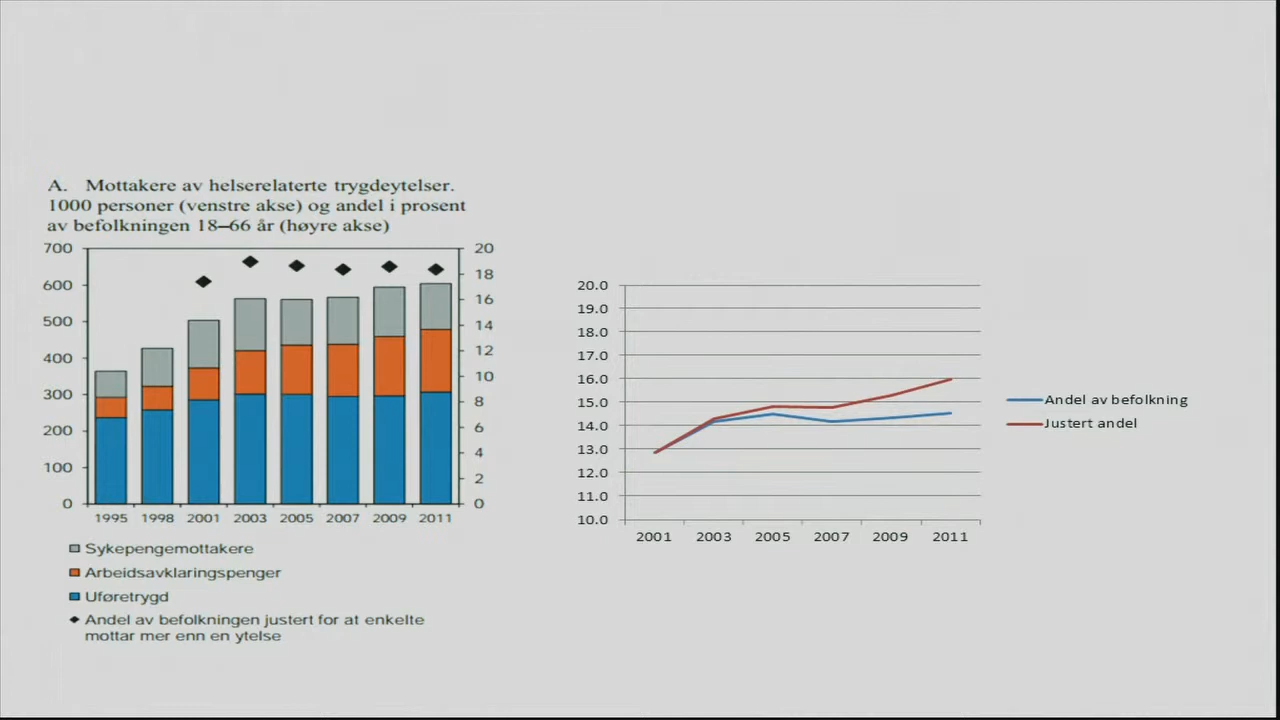 A. Mottakere av helserelaterte trygdeytelser.
1000 personer (venstre akse) og andel i prosent
av befolkningen 18–66 år (høyre akse)
700
600
500
400
300
200
100
0
20
18
16
14
12
10
8
6
4
2
0
1995 1998 2001 2003 2005 2007 2009 2011
Sykepengemottakere
Arbeidsavklaringspenger
Uføretrygd
Andel av befolkningen justert for at enkelte
mottar mer enn en ytelse
20.0
19.0
18.0
17.0
16.0
15.0
14.0
13.0
12.0
11.0
10.0
2001 2003 2005 2007 2009 2011
Andel av befolkning
Justert andel